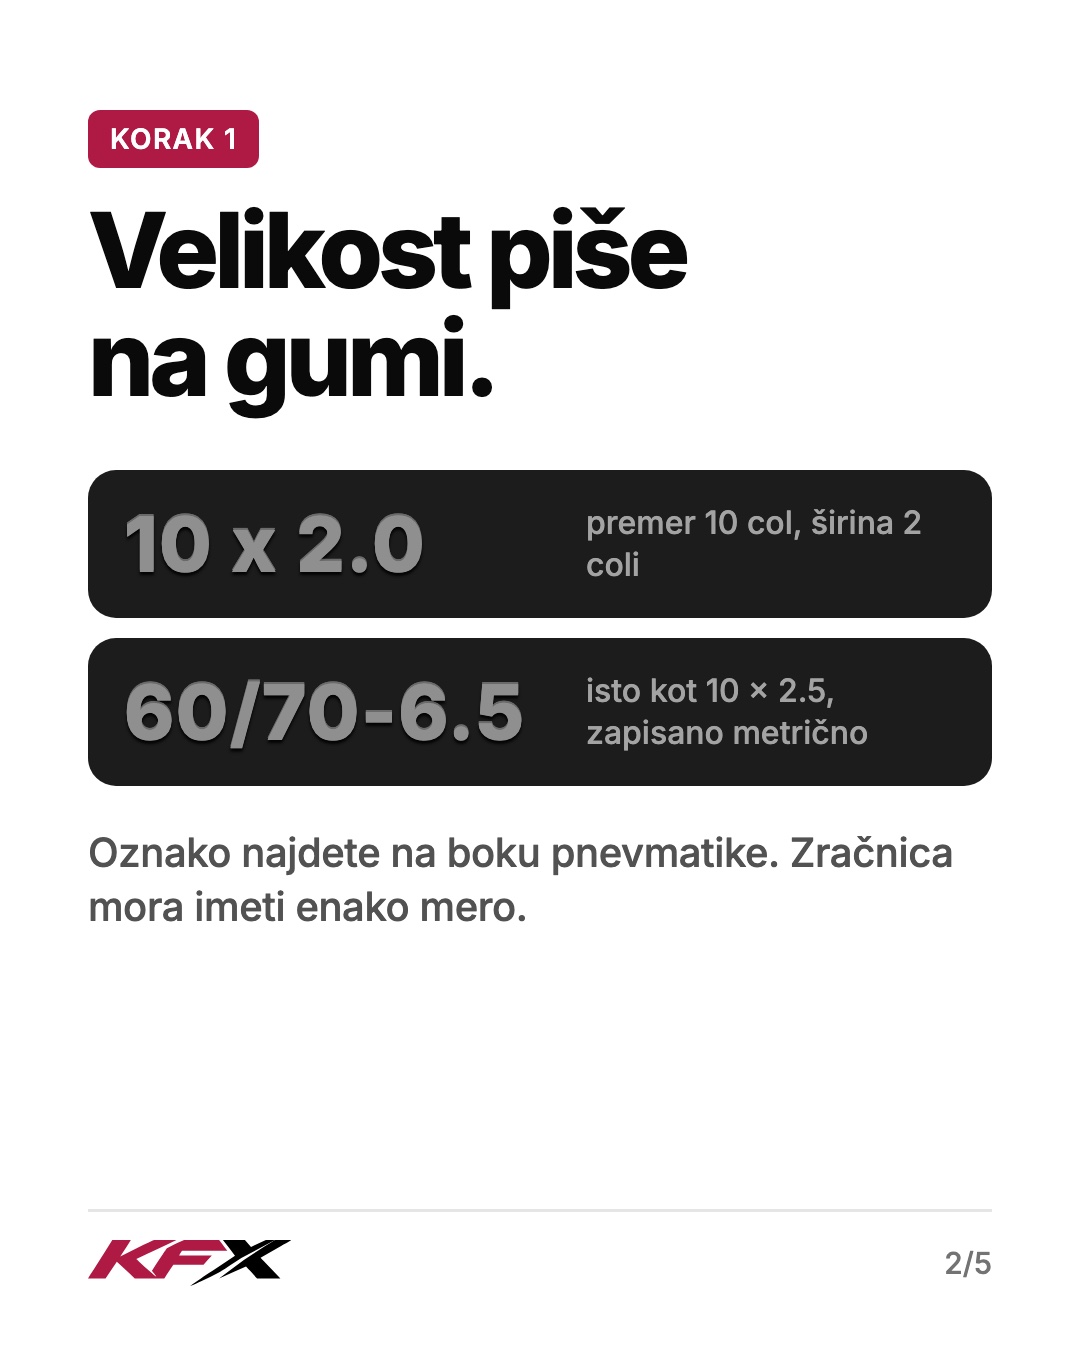 KORAK 1
Velikost piše
na gumi.
10 x 2.0
premer 10 col, širina 2
coli
60/70-6.5
isto kot 10 × 2.5,
zapisano metrično
Oznako najdete na boku pnevmatike. Zračnica
mora imeti enako mero.
KFX
2/5